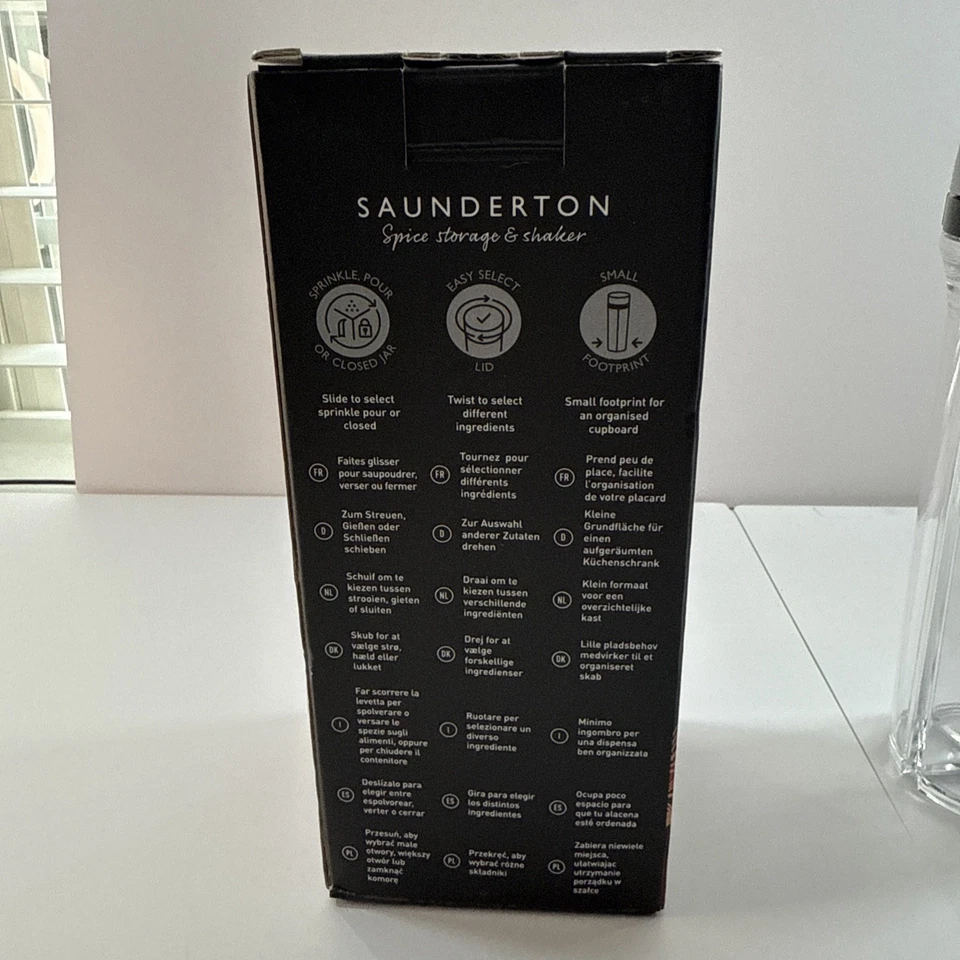 SAUNDERTON
Spice storage & shaker
SPRINKLE, POUR
OR CLOSED JAR
EASY SELECT
LID
SMALL
FOOTPRINT
Slide to select
sprinkle pour or
closed
Twist to select
different
ingredients
Small footprint for
an organised
cupboard
FR
Faites glisser
pour saupoudrer,
verser ou fermer
FR
Tournez pour
sélectionner
différents
ingrédients
FR
Prend peu de
place, facilite
l'organisation
de votre placard
D
Zum Streuen,
Gießen oder
Schließen
schieben
D
Zur Auswahl
anderer Zutaten
drehen
D
Kleine
Grundfläche für
einen
aufgeräumten
Küchenschrank
NL
Schuif om te
kiezen tussen
strooien, gieten
of sluiten
NL
Draai om te
kiezen tussen
verschillende
ingrediënten
NL
Klein formaat
voor een
overzichtelijke
kast
DK
Skub for at
vælge strø,
hæld eller
lukket
DK
Drej for at
vælge
forskellige
ingredienser
DK
Lille pladsbehov
medvirker til et
organiseret
skab
I
Far scorrere la
levetta per
spolverare o
versare le
spezie sugli
alimenti, oppure
per chiudere il
contenitore
I
Ruotare per
selezionare un
diverso
ingrediente
I
Minimo
ingombro per
una dispensa
ben organizzata
ES
Deslízalo para
elegir entre
espolvorear,
verter o cerrar
ES
Gira para elegir
los distintos
ingredientes
ES
Ocupa poco
espacio para
que tu alacena
esté ordenada
PL
Przesuń, aby
wybrać małe
otwory, większy
otwór lub
zamknąć
komorę
PL
Przekręć, aby
wybrać różne
składniki
PL
Zabiera niewiele
miejsca,
ułatwiając
utrzymanie
porządku w
szafce